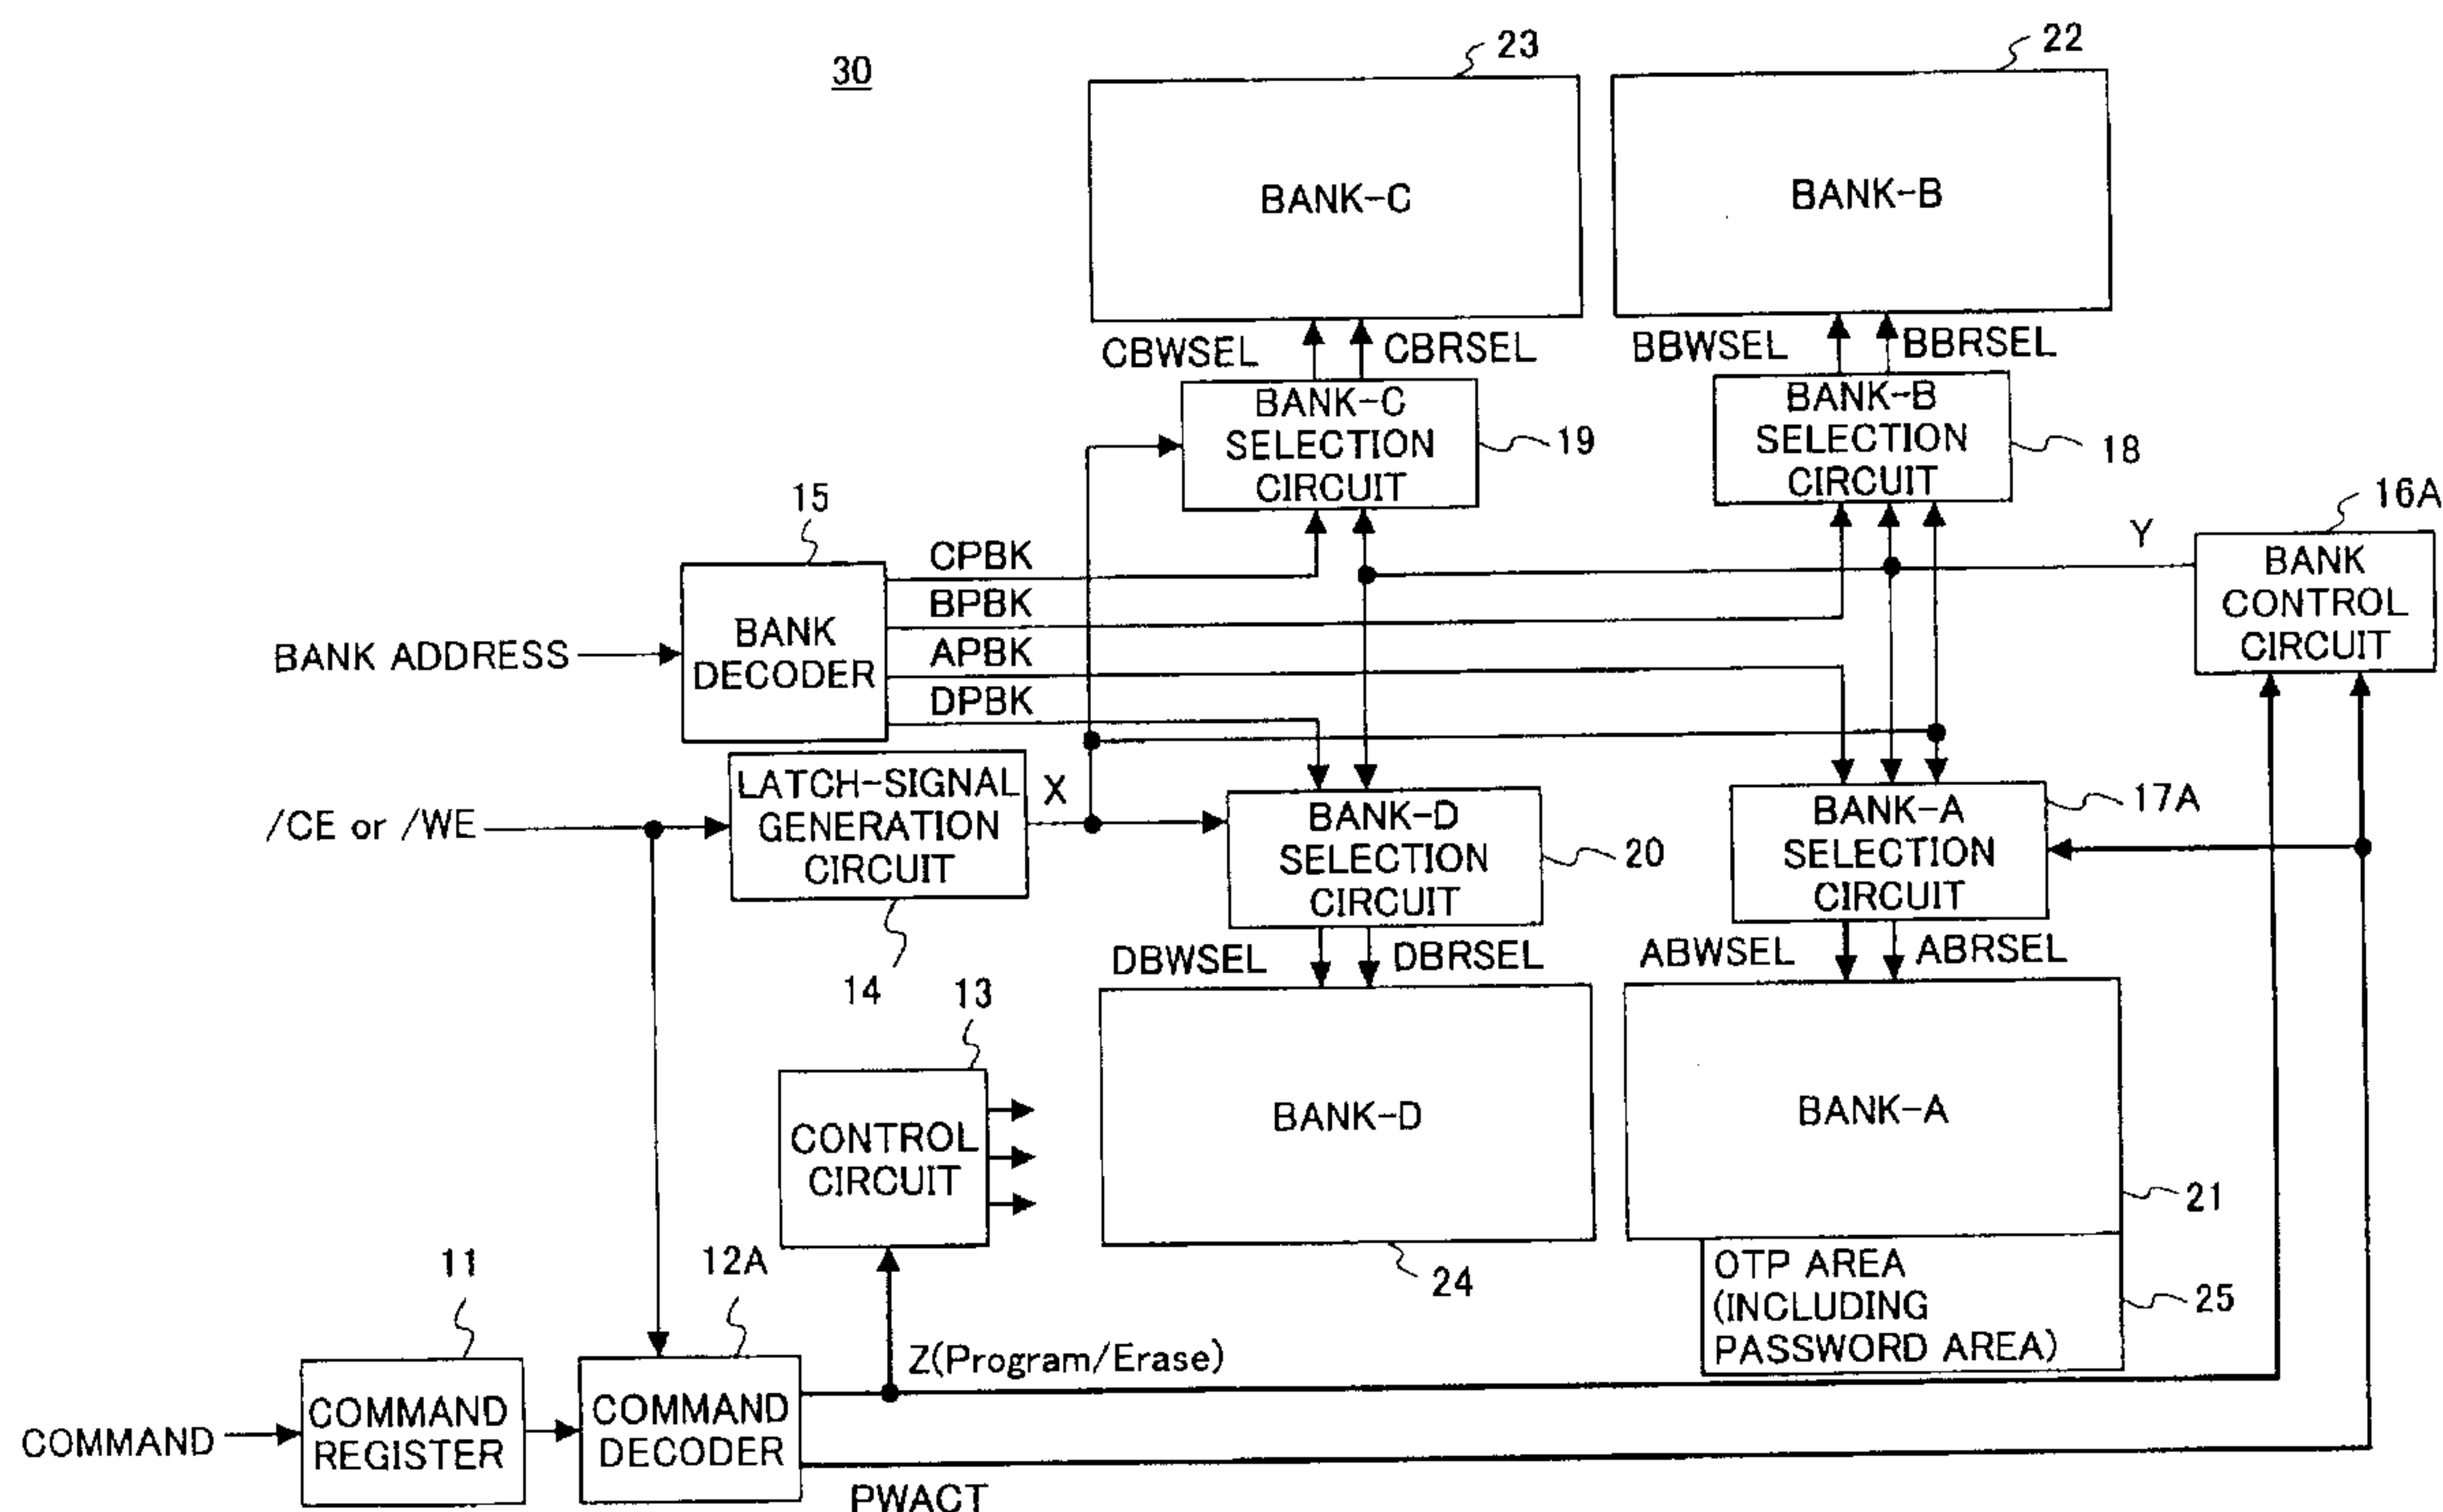 30
23
22
BANK-C
BANK-B
CBWSEL
CBRSEL
BBWSEL
BBRSEL
BANK-C
SELECTION
CIRCUIT
19
BANK-B
SELECTION
CIRCUIT
18
15
16A
CPBK
BPBK
APBK
DPBK
Y
BANK
CONTROL
CIRCUIT
BANK ADDRESS
BANK
DECODER
/CE or /WE
LATCH-SIGNAL
GENERATION
CIRCUIT
X
14
BANK-D
SELECTION
CIRCUIT
20
BANK-A
SELECTION
CIRCUIT
17A
DBWSEL
DBRSEL
ABWSEL
ABRSEL
13
CONTROL
CIRCUIT
BANK-D
24
BANK-A
21
OTP AREA
(INCLUDING
PASSWORD AREA)
25
11
12A
Z(Program/Erase)
COMMAND
COMMAND
REGISTER
COMMAND
DECODER
PWACT